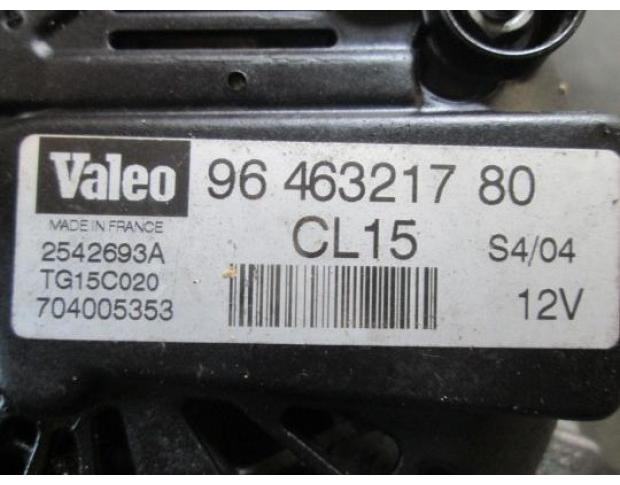 Valeo 96 463217 80
MADE IN FRANCE
CL15
S4/04
2542693A
TG15C020
704005353
12V